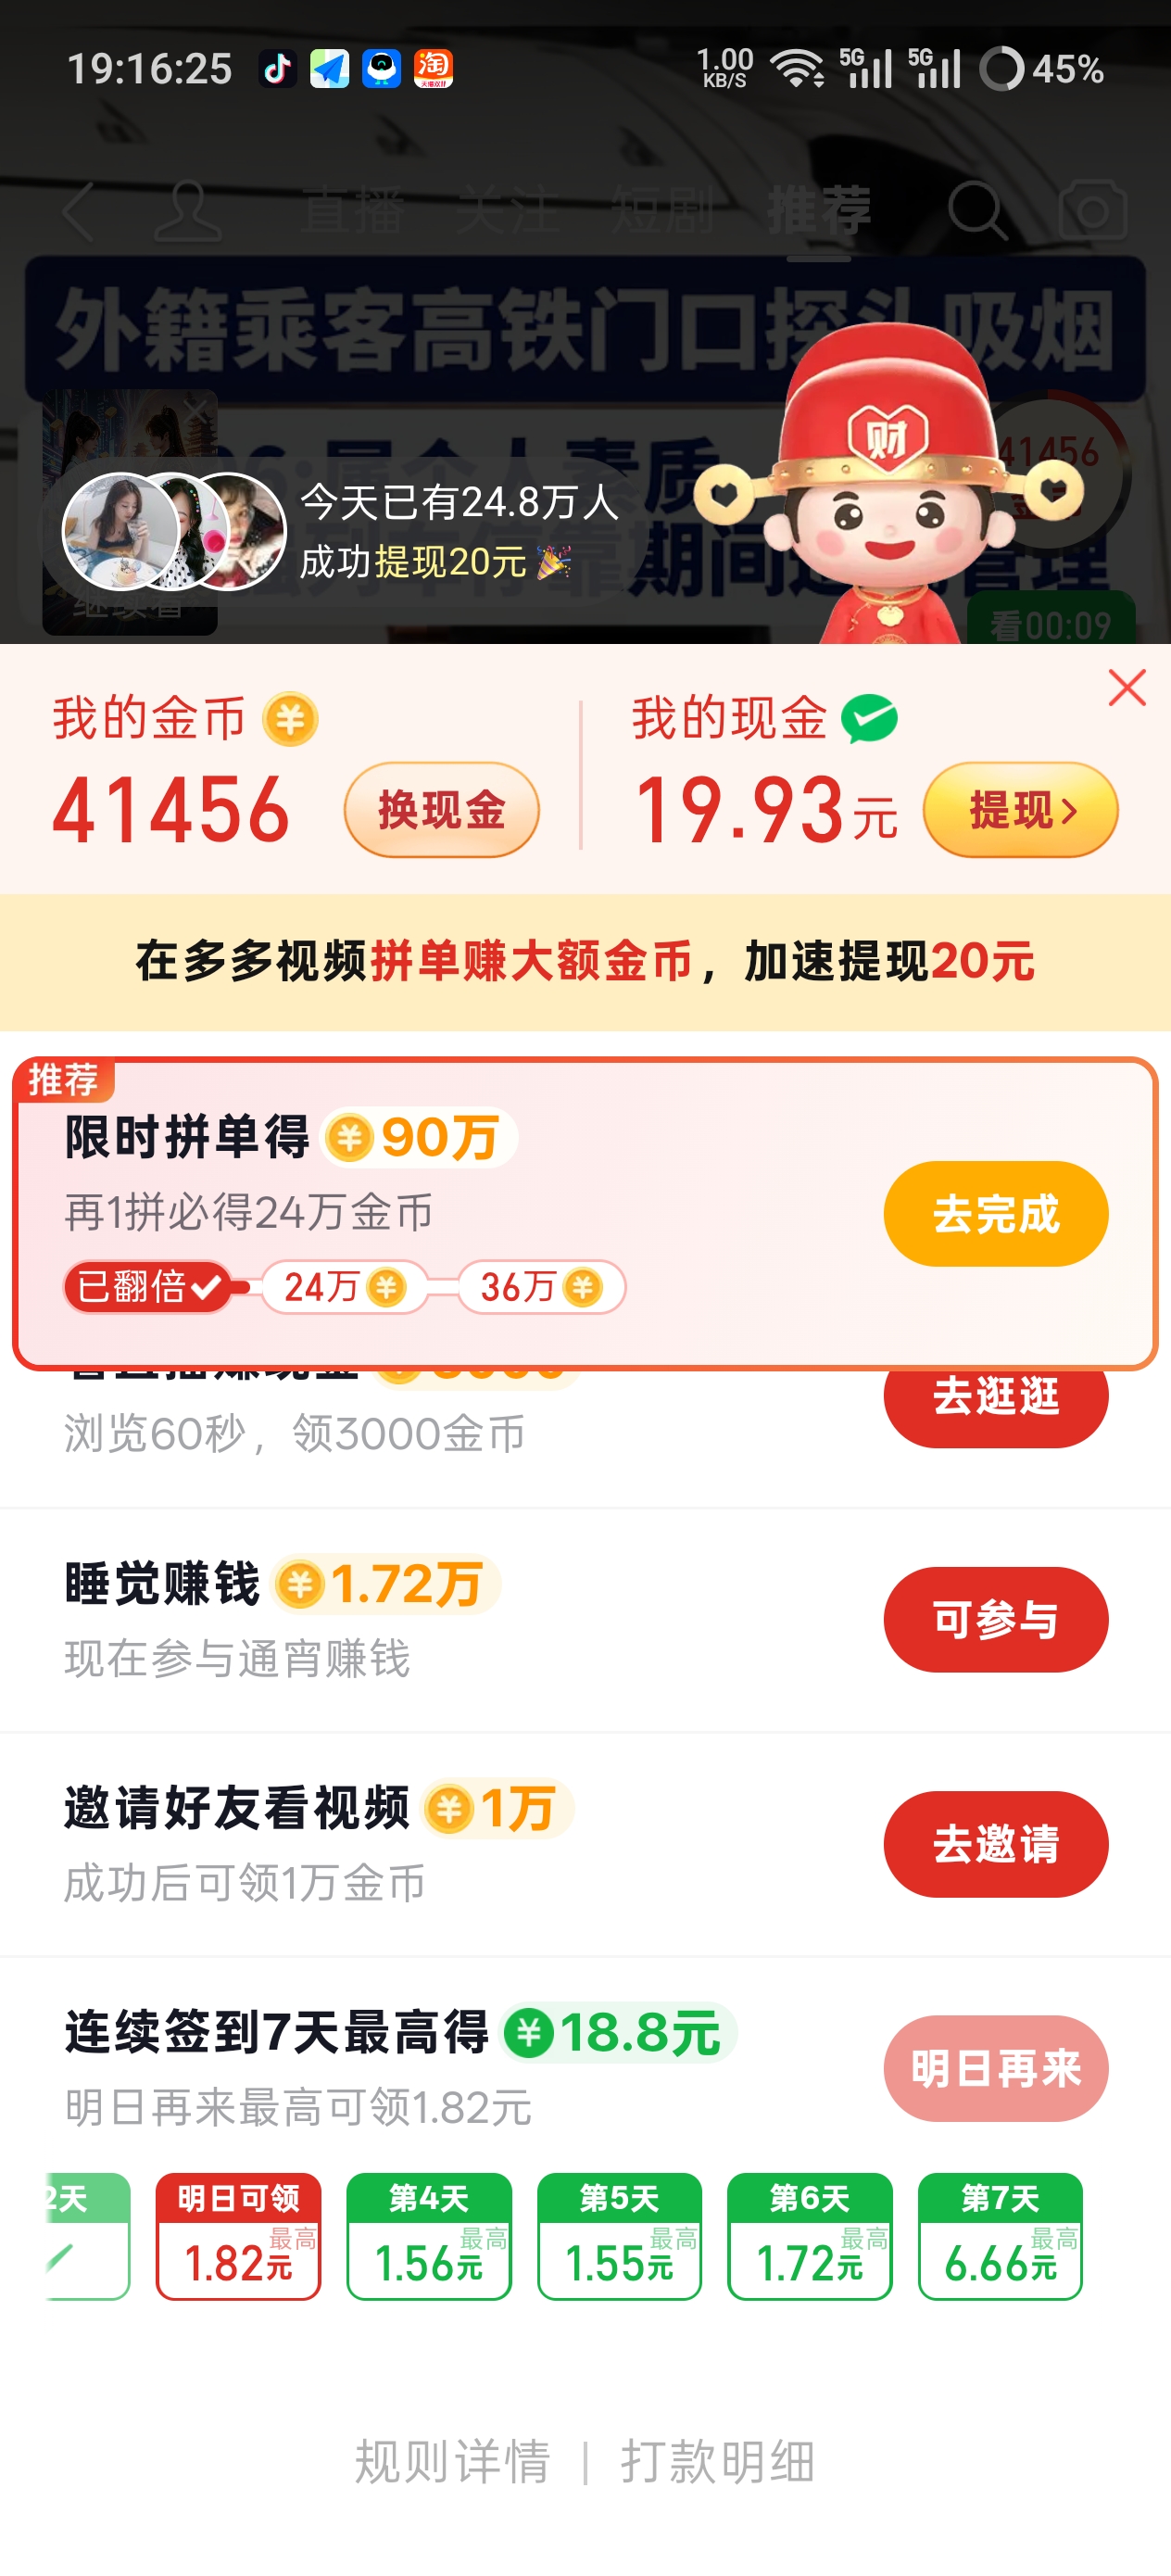 19:16:25
淘
1.00
KB/S
5G
5G
45%
直播
关注
短剧
推荐
外籍乘客高铁门口探头吸烟
财
41456
今天已有24.8万人
成功提现20元
继续看
期间
管理
看00:09
我的金币
41456
换现金
我的现金
19.93元
提现>
在多多视频拼单赚大额金币，加速提现20元
推荐
限时拼单得
90万
再1拼必得24万金币
去完成
已翻倍
24万
36万
去逛逛
浏览60秒，领3000金币
睡觉赚钱
1.72万
现在参与通宵赚钱
可参与
邀请好友看视频
1万
成功后可领1万金币
去邀请
连续签到7天最高得
18.8元
明日再来最高可领1.82元
明日再来
2天
明日可领
最高
1.82元
第4天
最高
1.56元
第5天
最高
1.55元
第6天
最高
1.72元
第7天
最高
6.66元
规则详情 | 打款明细